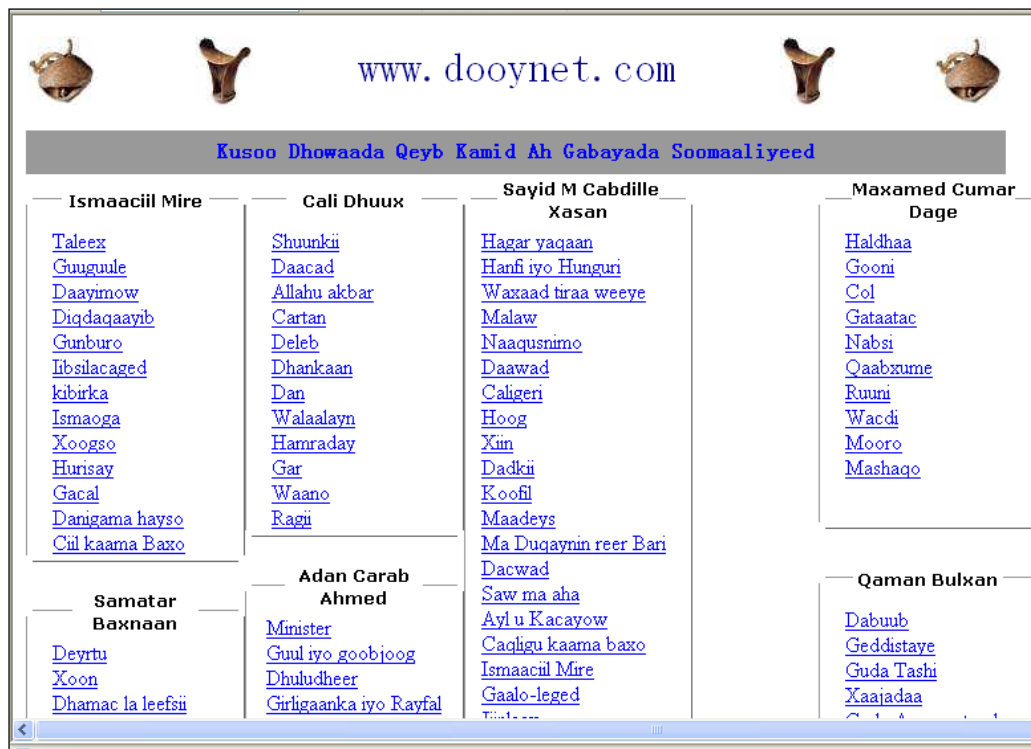 www.dooynet.com
Kusoo Dhowaada Qeyb Kamid Ah Gabayada Soomaaliyeed
Ismaaciil Mire
Taleex
Guuguule
Daayimow
Diqdaqaayib
Gunburo
Iibsilacaged
kibirka
Ismaoga
Xoogso
Hurisay
Gacal
Danigama hayso
Ciil kaama Baxo
Samatar
Baxnaan
Deyrtu
Xoon
Dhamac la leefsii
Cali Dhuux
Shuunkii
Daacad
Allahu akbar
Cartan
Deleb
Dhankaan
Dan
Walaalayn
Hamraday
Gar
Waano
Ragii
Adan Carab
Ahmed
Minister
Guul iyo goobjoog
Dhuludheer
Girligaanka iyo Rayfal
Sayid M Cabdille
Xasan
Hagar yaqaan
Hanfi iyo Hunguri
Waxaad tiraa weeye
Malaw
Naaqusnimo
Daawad
Caligeri
Hoog
Xiin
Dadkii
Koofil
Maadeys
Ma Duqaynin reer Bari
Dacwad
Saw ma aha
Ayl u Kacayow
Caqligu kaama baxo
Ismaaciil Mire
Gaalo-leged
Maxamed Cumar
Dage
Haldhaa
Gooni
Col
Gataatac
Nabsi
Qaabxume
Ruuni
Wacdi
Mooro
Mashaqo
Qaman Bulxan
Dabuub
Geddistaye
Guda Tashi
Xaajadaa